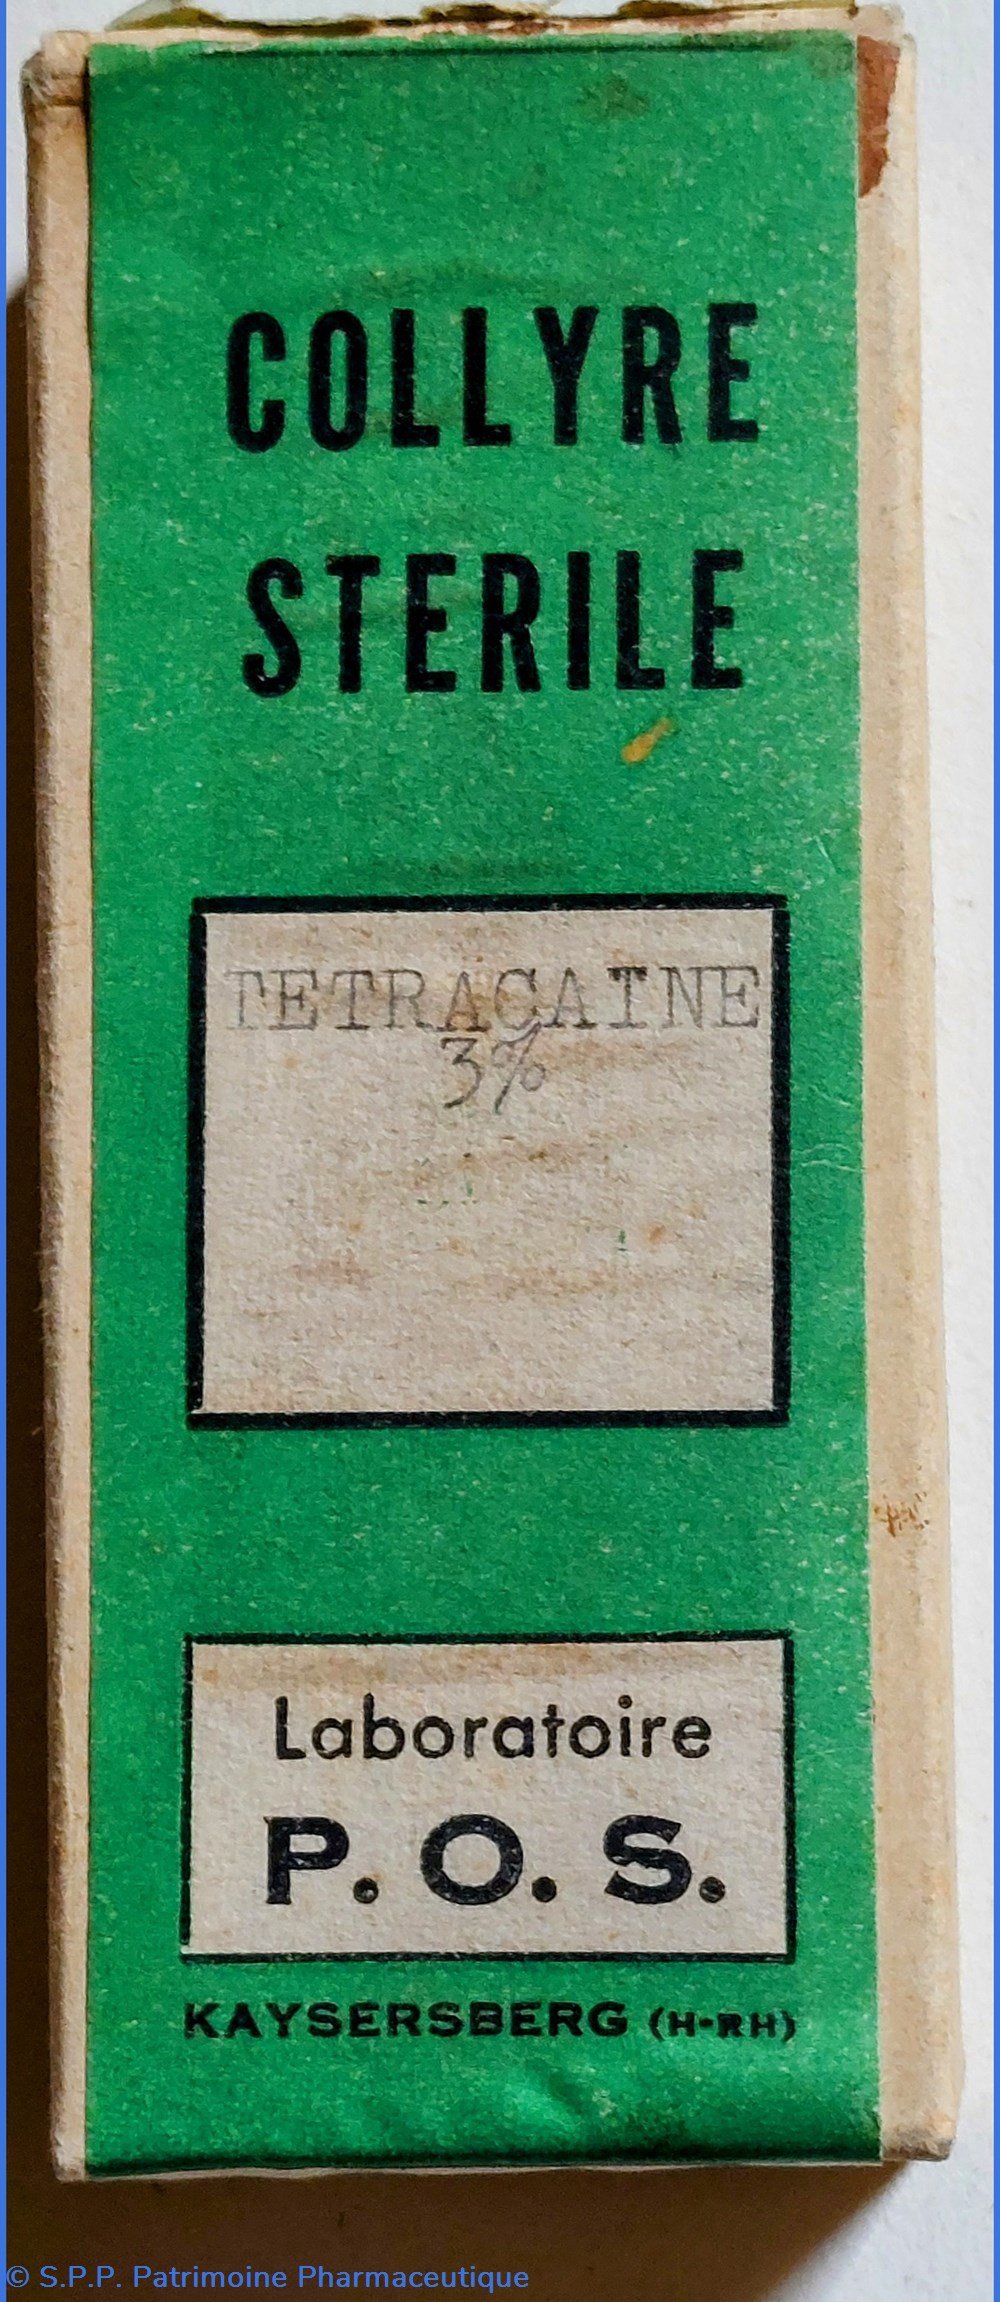 COLLYRE
STERILE
TETRACAINE
3%
Laboratoire
P. O. S.
KAYSERSBERG (H-RH)
© S.P.P. Patrimoine Pharmaceutique